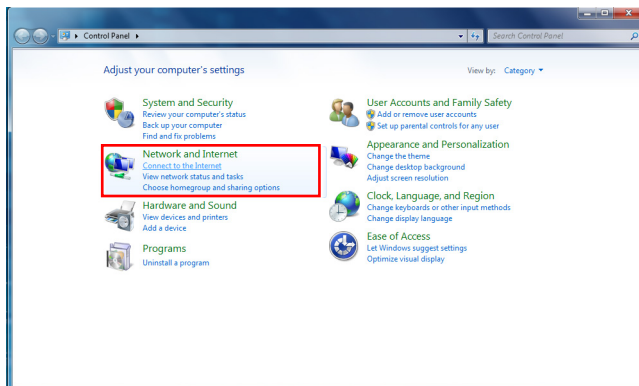 Control Panel
Search Control Panel
Adjust your computer's settings
View by: Category
System and Security
Review your computer's status
Back up your computer
Find and fix problems
Network and Internet
Connect to the Internet
View network status and tasks
Choose homegroup and sharing options
Hardware and Sound
View devices and printers
Add a device
Programs
Uninstall a program
User Accounts and Family Safety
Add or remove user accounts
Set up parental controls for any user
Appearance and Personalization
Change the theme
Change desktop background
Adjust screen resolution
Clock, Language, and Region
Change keyboards or other input methods
Change display language
Ease of Access
Let Windows suggest settings
Optimize visual display